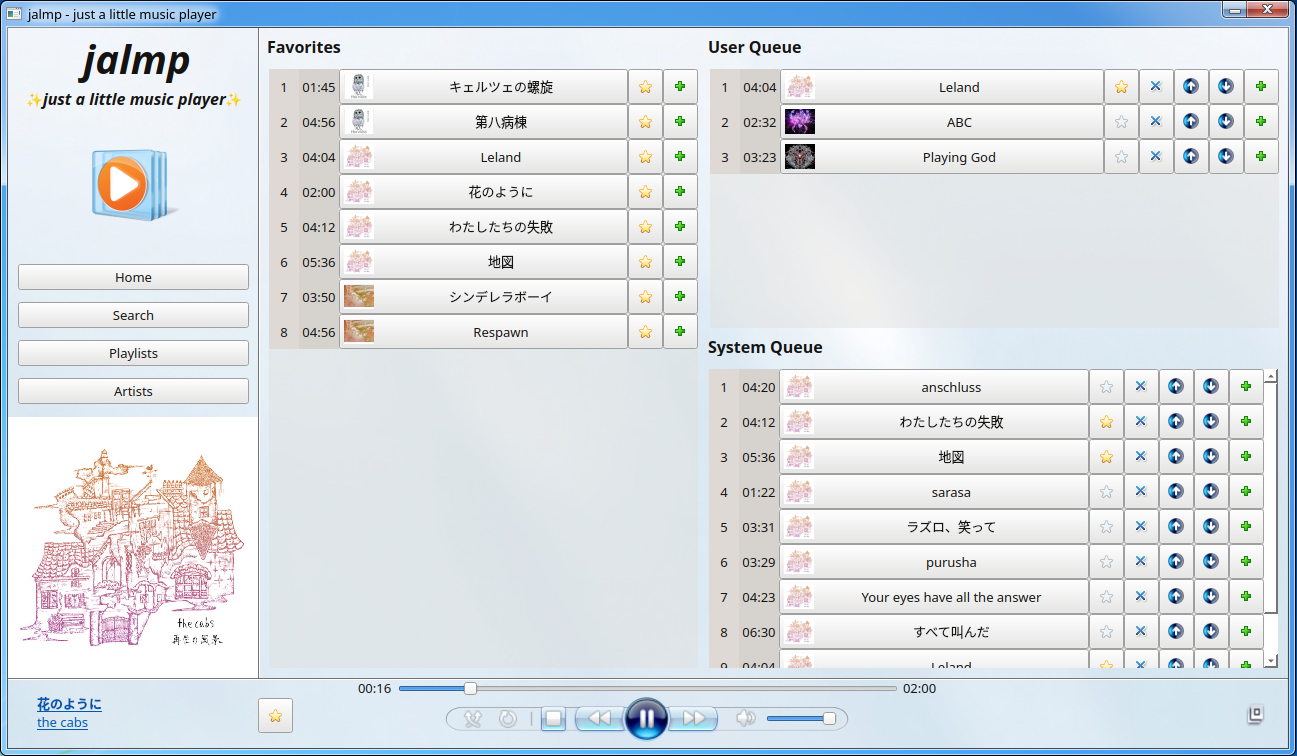 jalmp - just a little music player
jalmp
✨just a little music player✨
Home
Search
Playlists
Artists
the cabs
再生の風景
Favorites
1 01:45 キェルツェの螺旋
2 04:56 第八病棟
3 04:04 Leland
4 02:00 花のように
5 04:12 わたしたちの失敗
6 05:36 地図
7 03:50 シンデレラボーイ
8 04:56 Respawn
User Queue
1 04:04 Leland
2 02:32 ABC
3 03:23 Playing God
System Queue
1 04:20 anschluss
2 04:12 わたしたちの失敗
3 05:36 地図
4 01:22 sarasa
5 03:31 ラズロ、笑って
6 03:29 purusha
7 04:23 Your eyes have all the answer
8 06:30 すべて叫んだ
9 04:04 Leland
花のように
the cabs
00:16 02:00